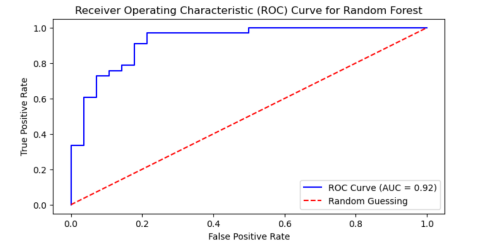 Receiver Operating Characteristic (ROC) Curve for Random Forest
True Positive Rate
1.0
0.8
0.6
0.4
0.2
0.0
ROC Curve (AUC = 0.92)
Random Guessing
0.0 0.2 0.4 0.6 0.8 1.0
False Positive Rate